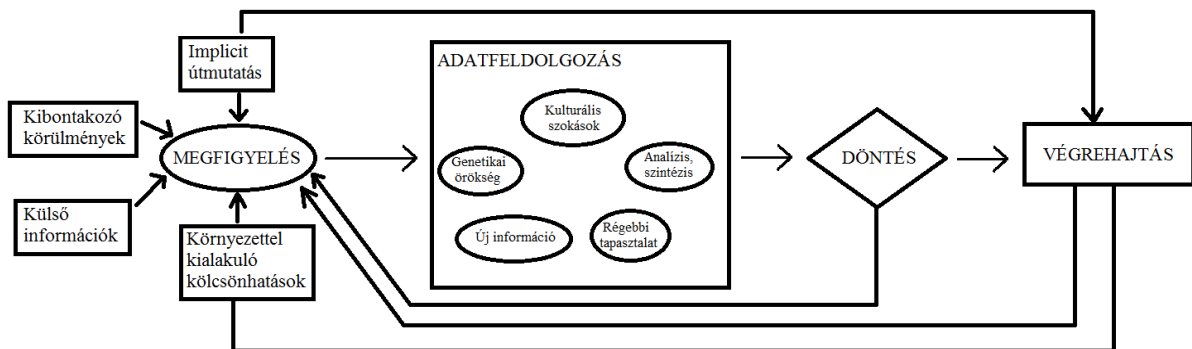 Implicit
útmutatás
Kibontakozó
körülmények
MEGFIGYELÉS
Külső
információk
Környezettel
kialakuló
kölcsönhatások
ADATFELDOLGOZÁS
Kulturális
szokások
Genetikai
örökség
Analízis,
szintézis
Új információ
Régebbi
tapasztalat
DÖNTÉS
VÉGREHAJTÁS